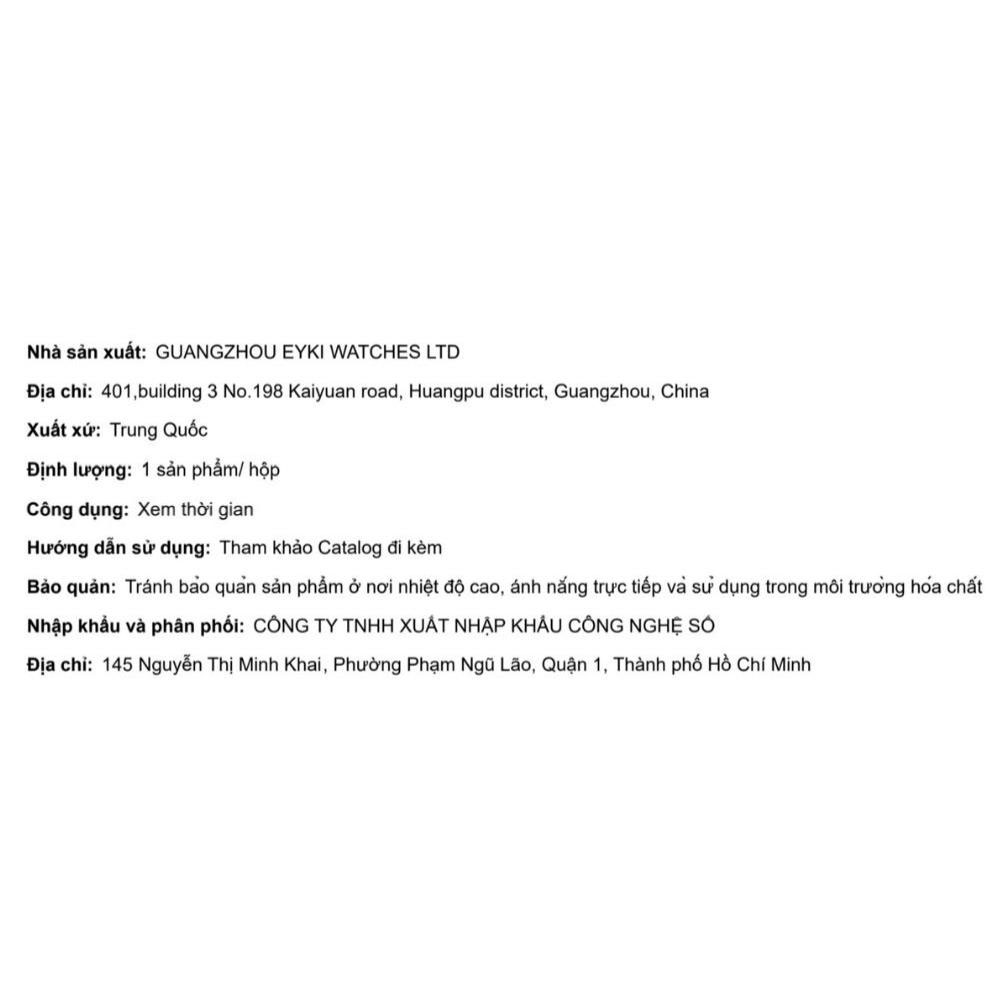 Nhà sản xuất: GUANGZHOU EYKI WATCHES LTD
Địa chỉ: 401,building 3 No.198 Kaiyuan road, Huangpu district, Guangzhou, China
Xuất xứ: Trung Quốc
Định lượng: 1 sản phẩm/ hộp
Công dụng: Xem thời gian
Hướng dẫn sử dụng: Tham khảo Catalog đi kèm
Bảo quản: Tránh bảo quản sản phẩm ở nơi nhiệt độ cao, ánh nắng trực tiếp và sử dụng trong môi trường hóa chất
Nhập khẩu và phân phối: CÔNG TY TNHH XUẤT NHẬP KHẨU CÔNG NGHỆ SỐ
Địa chỉ: 145 Nguyễn Thị Minh Khai, Phường Phạm Ngũ Lão, Quận 1, Thành phố Hồ Chí Minh